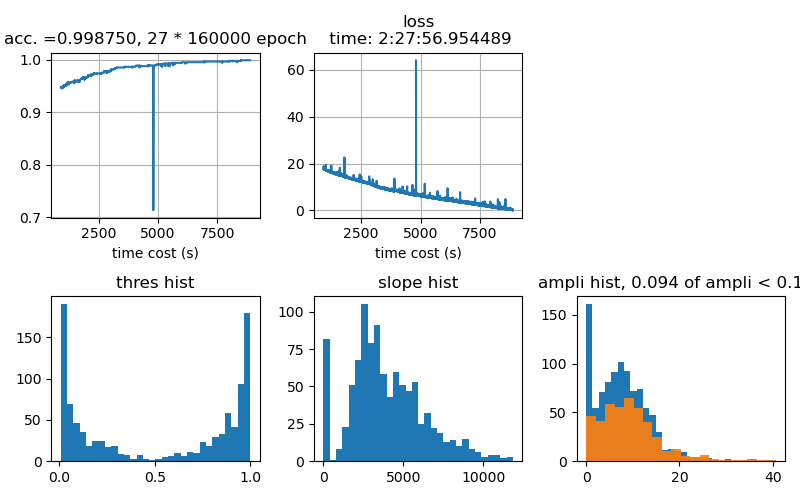 acc. =0.998750, 27 * 160000 epoch
1.0
0.9
0.8
0.7
2500 5000 7500
time cost (s)
loss
time: 2:27:56.954489
60
40
20
0
2500 5000 7500
time cost (s)
thres hist
150
100
50
0
0.0 0.5 1.0
slope hist
100
75
50
25
0
0 5000 10000
ampli hist, 0.094 of ampli < 0.1
150
100
50
0
0 20 40